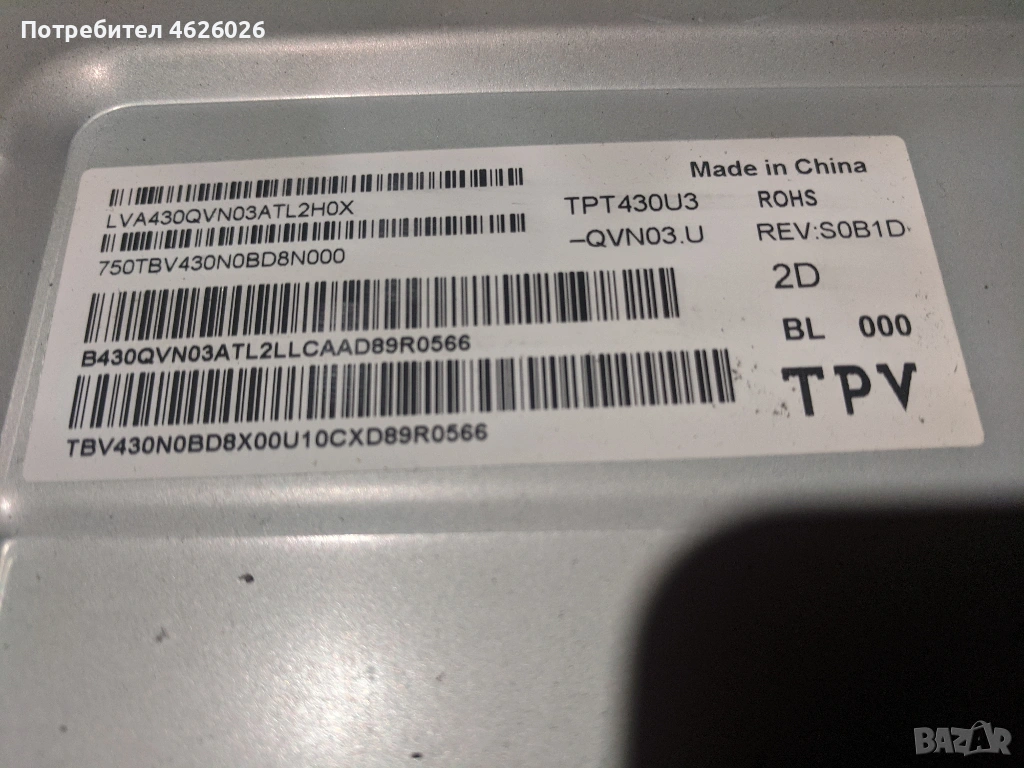 Потребител 4626026
Made in China
LVA430QVN03ATL2H0X
TPT430U3
ROHS
-QVN03.U
REV:S0B1D
750TBV430N0BD8N000
2D
B430QVN03ATL2LLCAAD89R0566
BL 000
TPV
TBV430N0BD8X00U10CXD89R0566
BAZAR